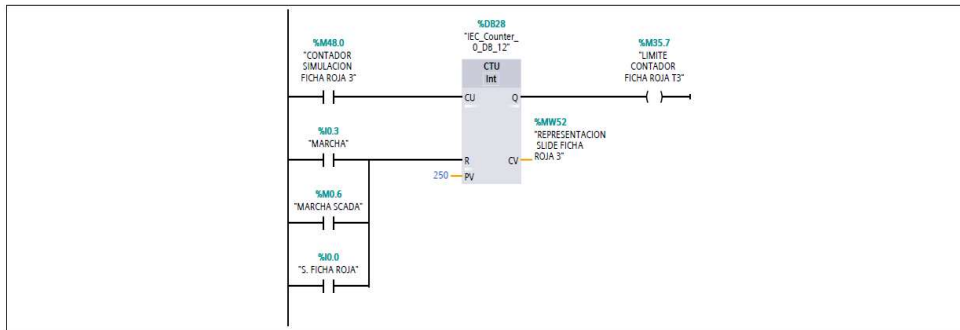 %DB28
"IEC_Counter_
0_DB_12"
%M48.0
"CONTADOR
SIMULACION
FICHA ROJA 3"
CTU
Int
%M35.7
"LIMITE
CONTADOR
FICHA ROJA T3"
CU
Q
%I0.3
"MARCHA"
%MW52
"REPRESENTACION
SLIDE FICHA
ROJA 3"
R
CV
250
PV
%M0.6
"MARCHA SCADA"
%I0.0
"S. FICHA ROJA"